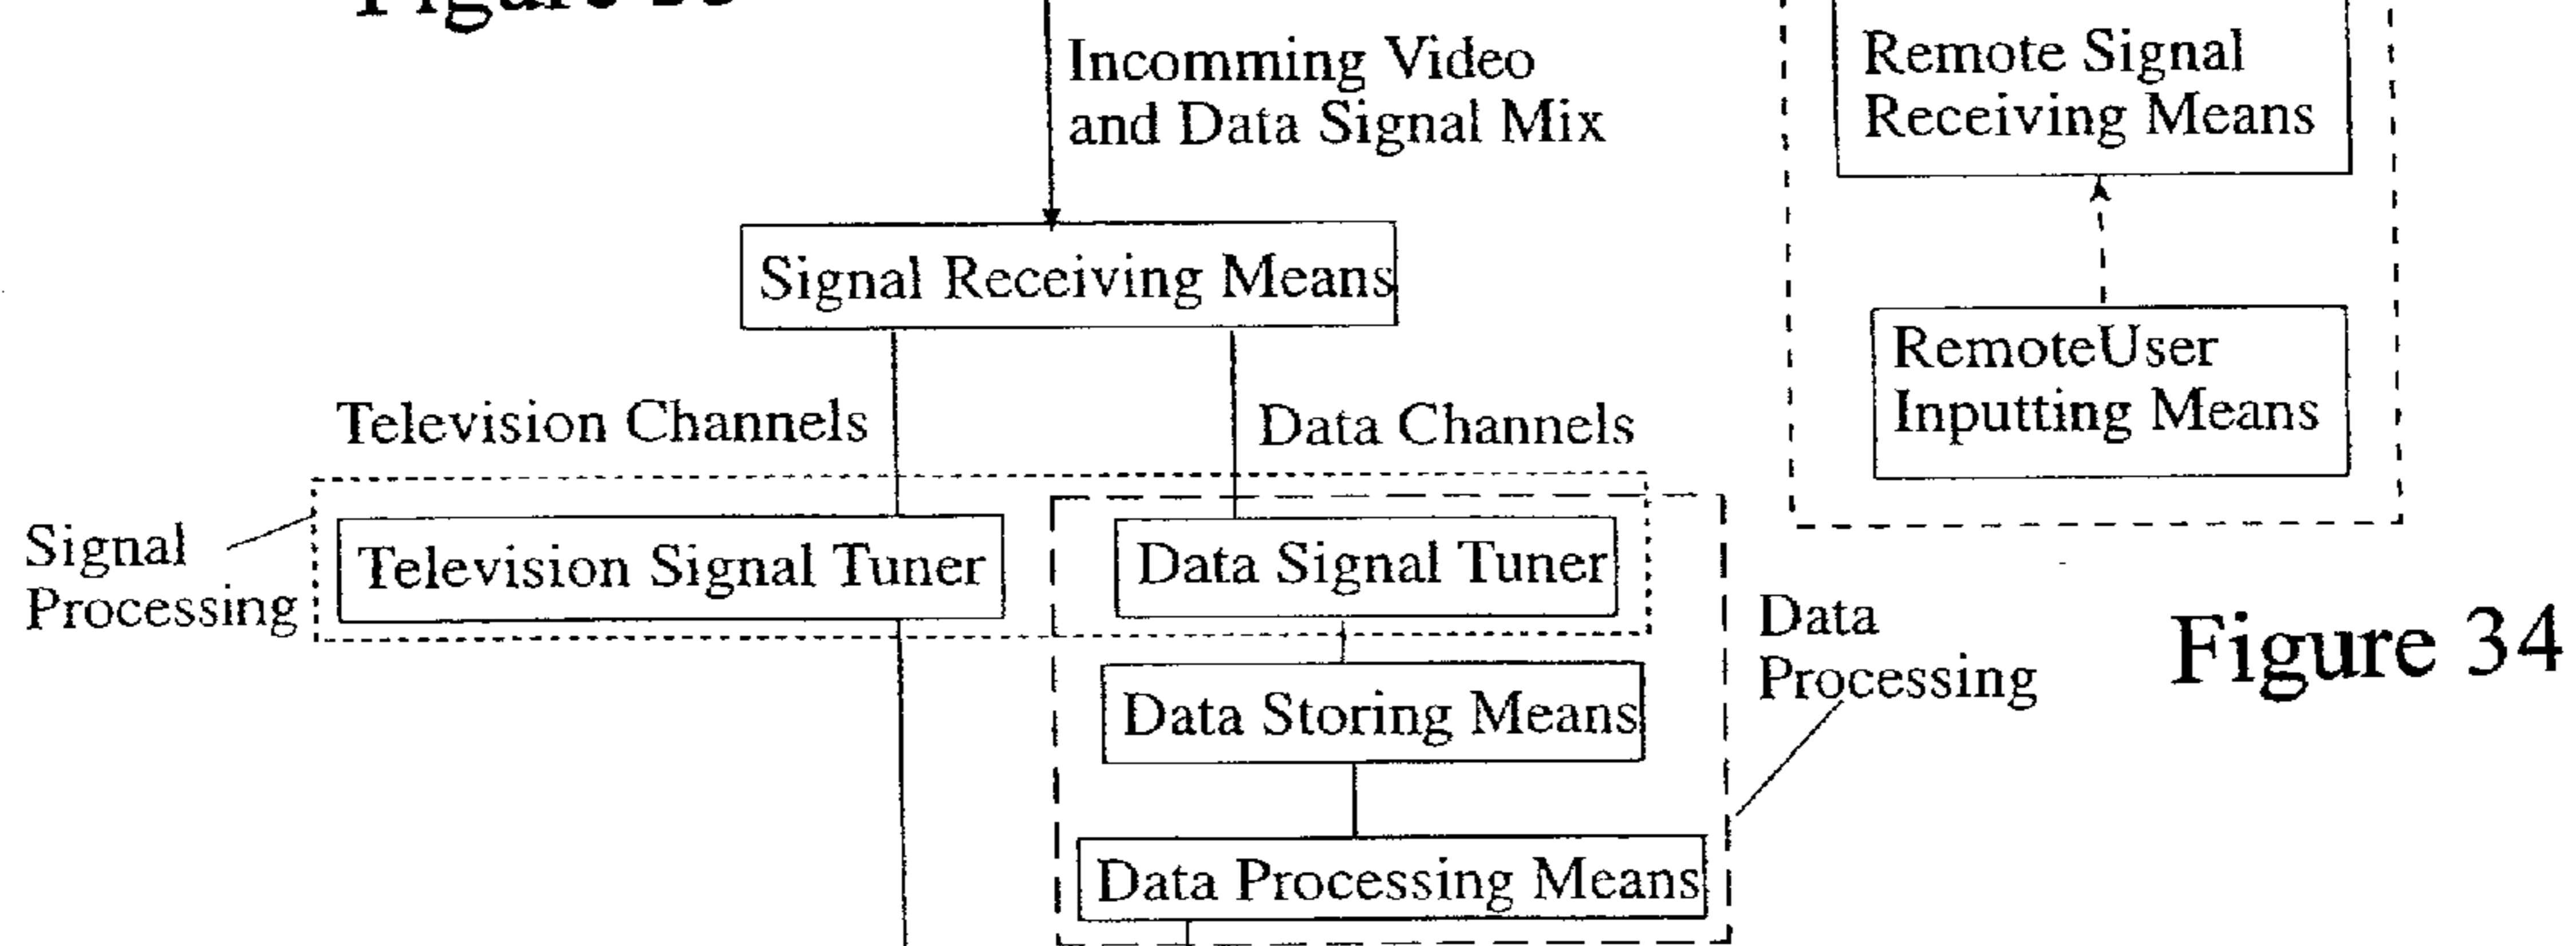 Incomming Video
and Data Signal Mix
Remote Signal
Receiving Means
Signal Receiving Means
RemoteUser
Inputting Means
Television Channels
Data Channels
Signal
Processing
Television Signal Tuner
Data Signal Tuner
Data
Processing
Figure 34
Data Storing Means
Data Processing Means